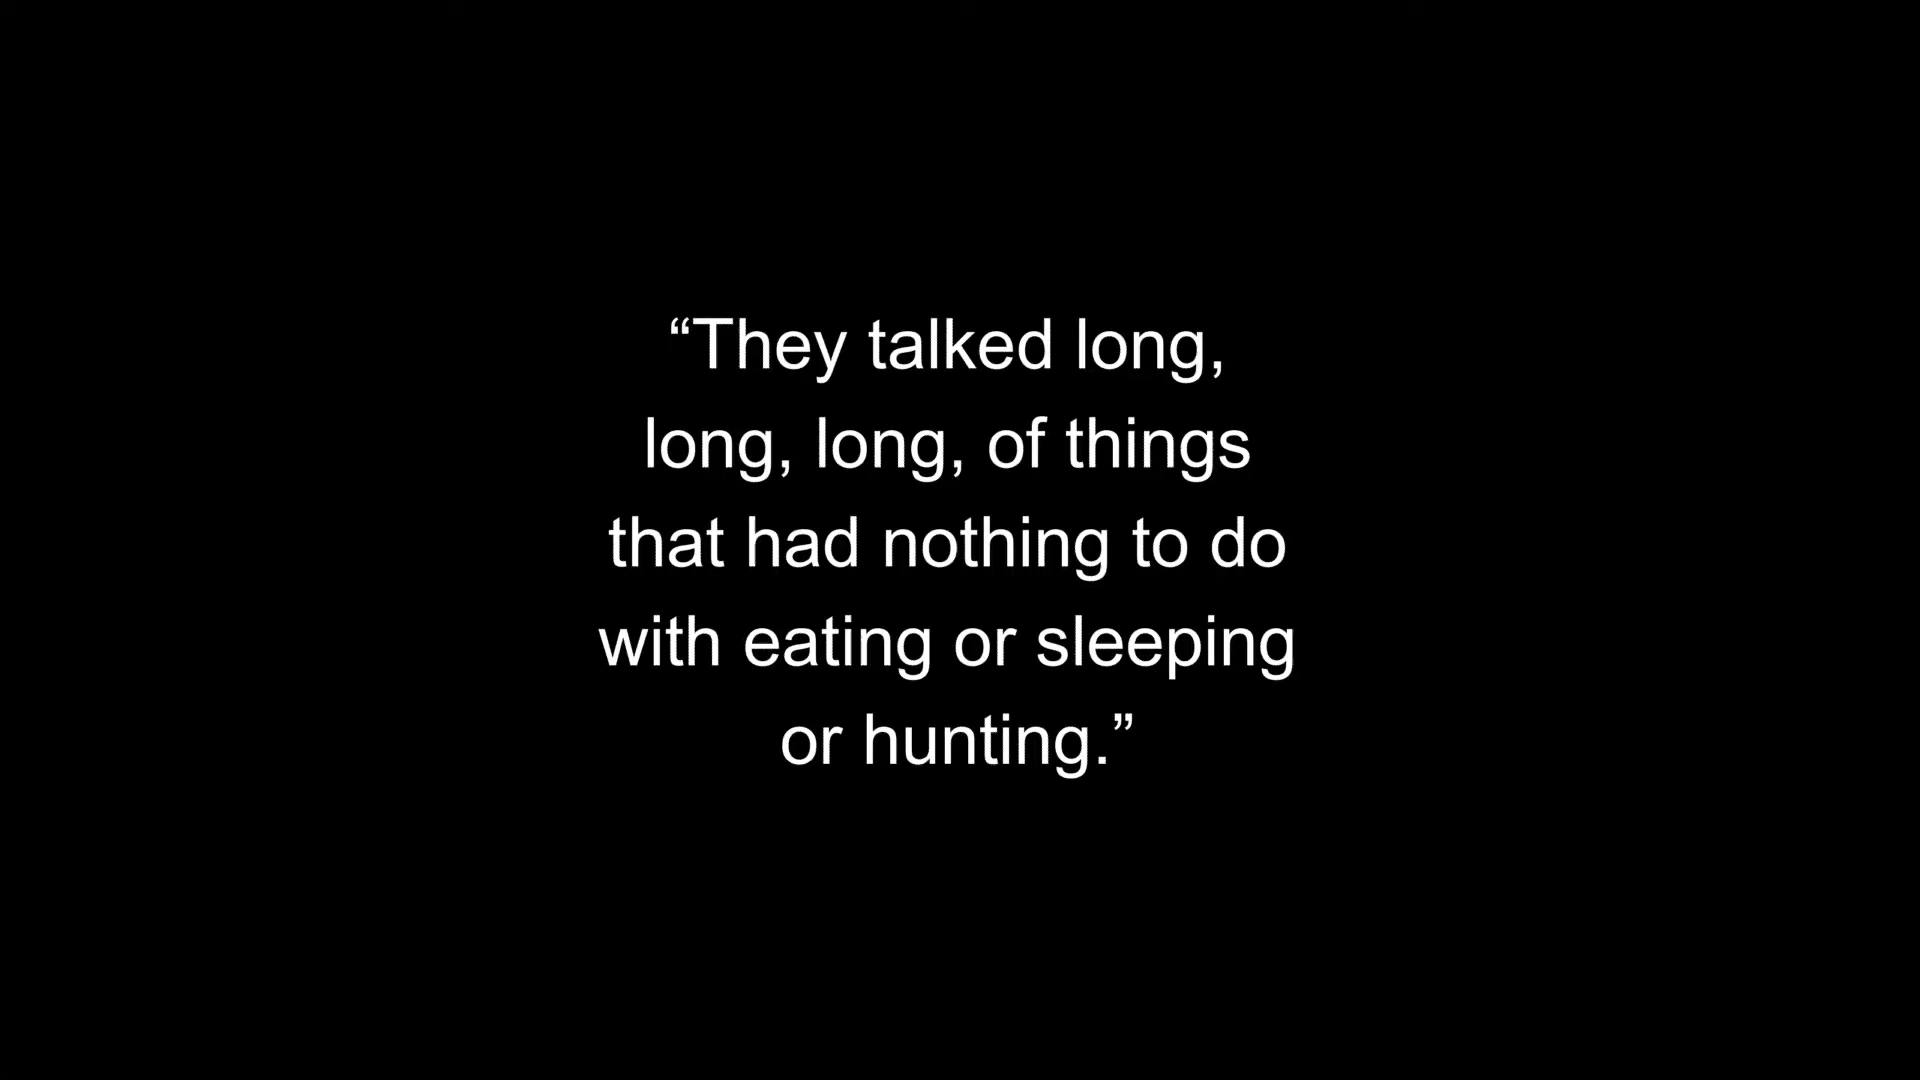 “They talked long,
long, long, of things
that had nothing to do
with eating or sleeping
or hunting.”